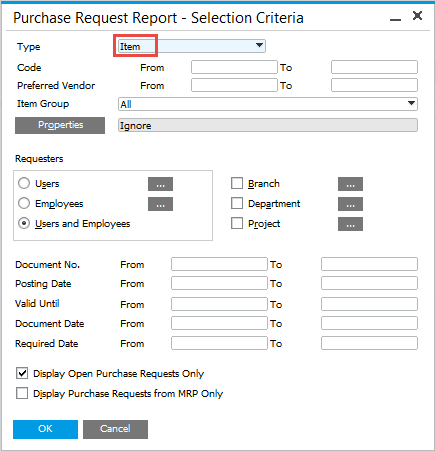 Purchase Request Report - Selection Criteria
Type Item
Code From To
Preferred Vendor From To
Item Group All
Properties Ignore
Requesters
Users ... Branch ...
Employees ... Department ...
Users and Employees Project ...
Document No. From To
Posting Date From To
Valid Until From To
Document Date From To
Required Date From To
Display Open Purchase Requests Only
Display Purchase Requests from MRP Only
OK Cancel